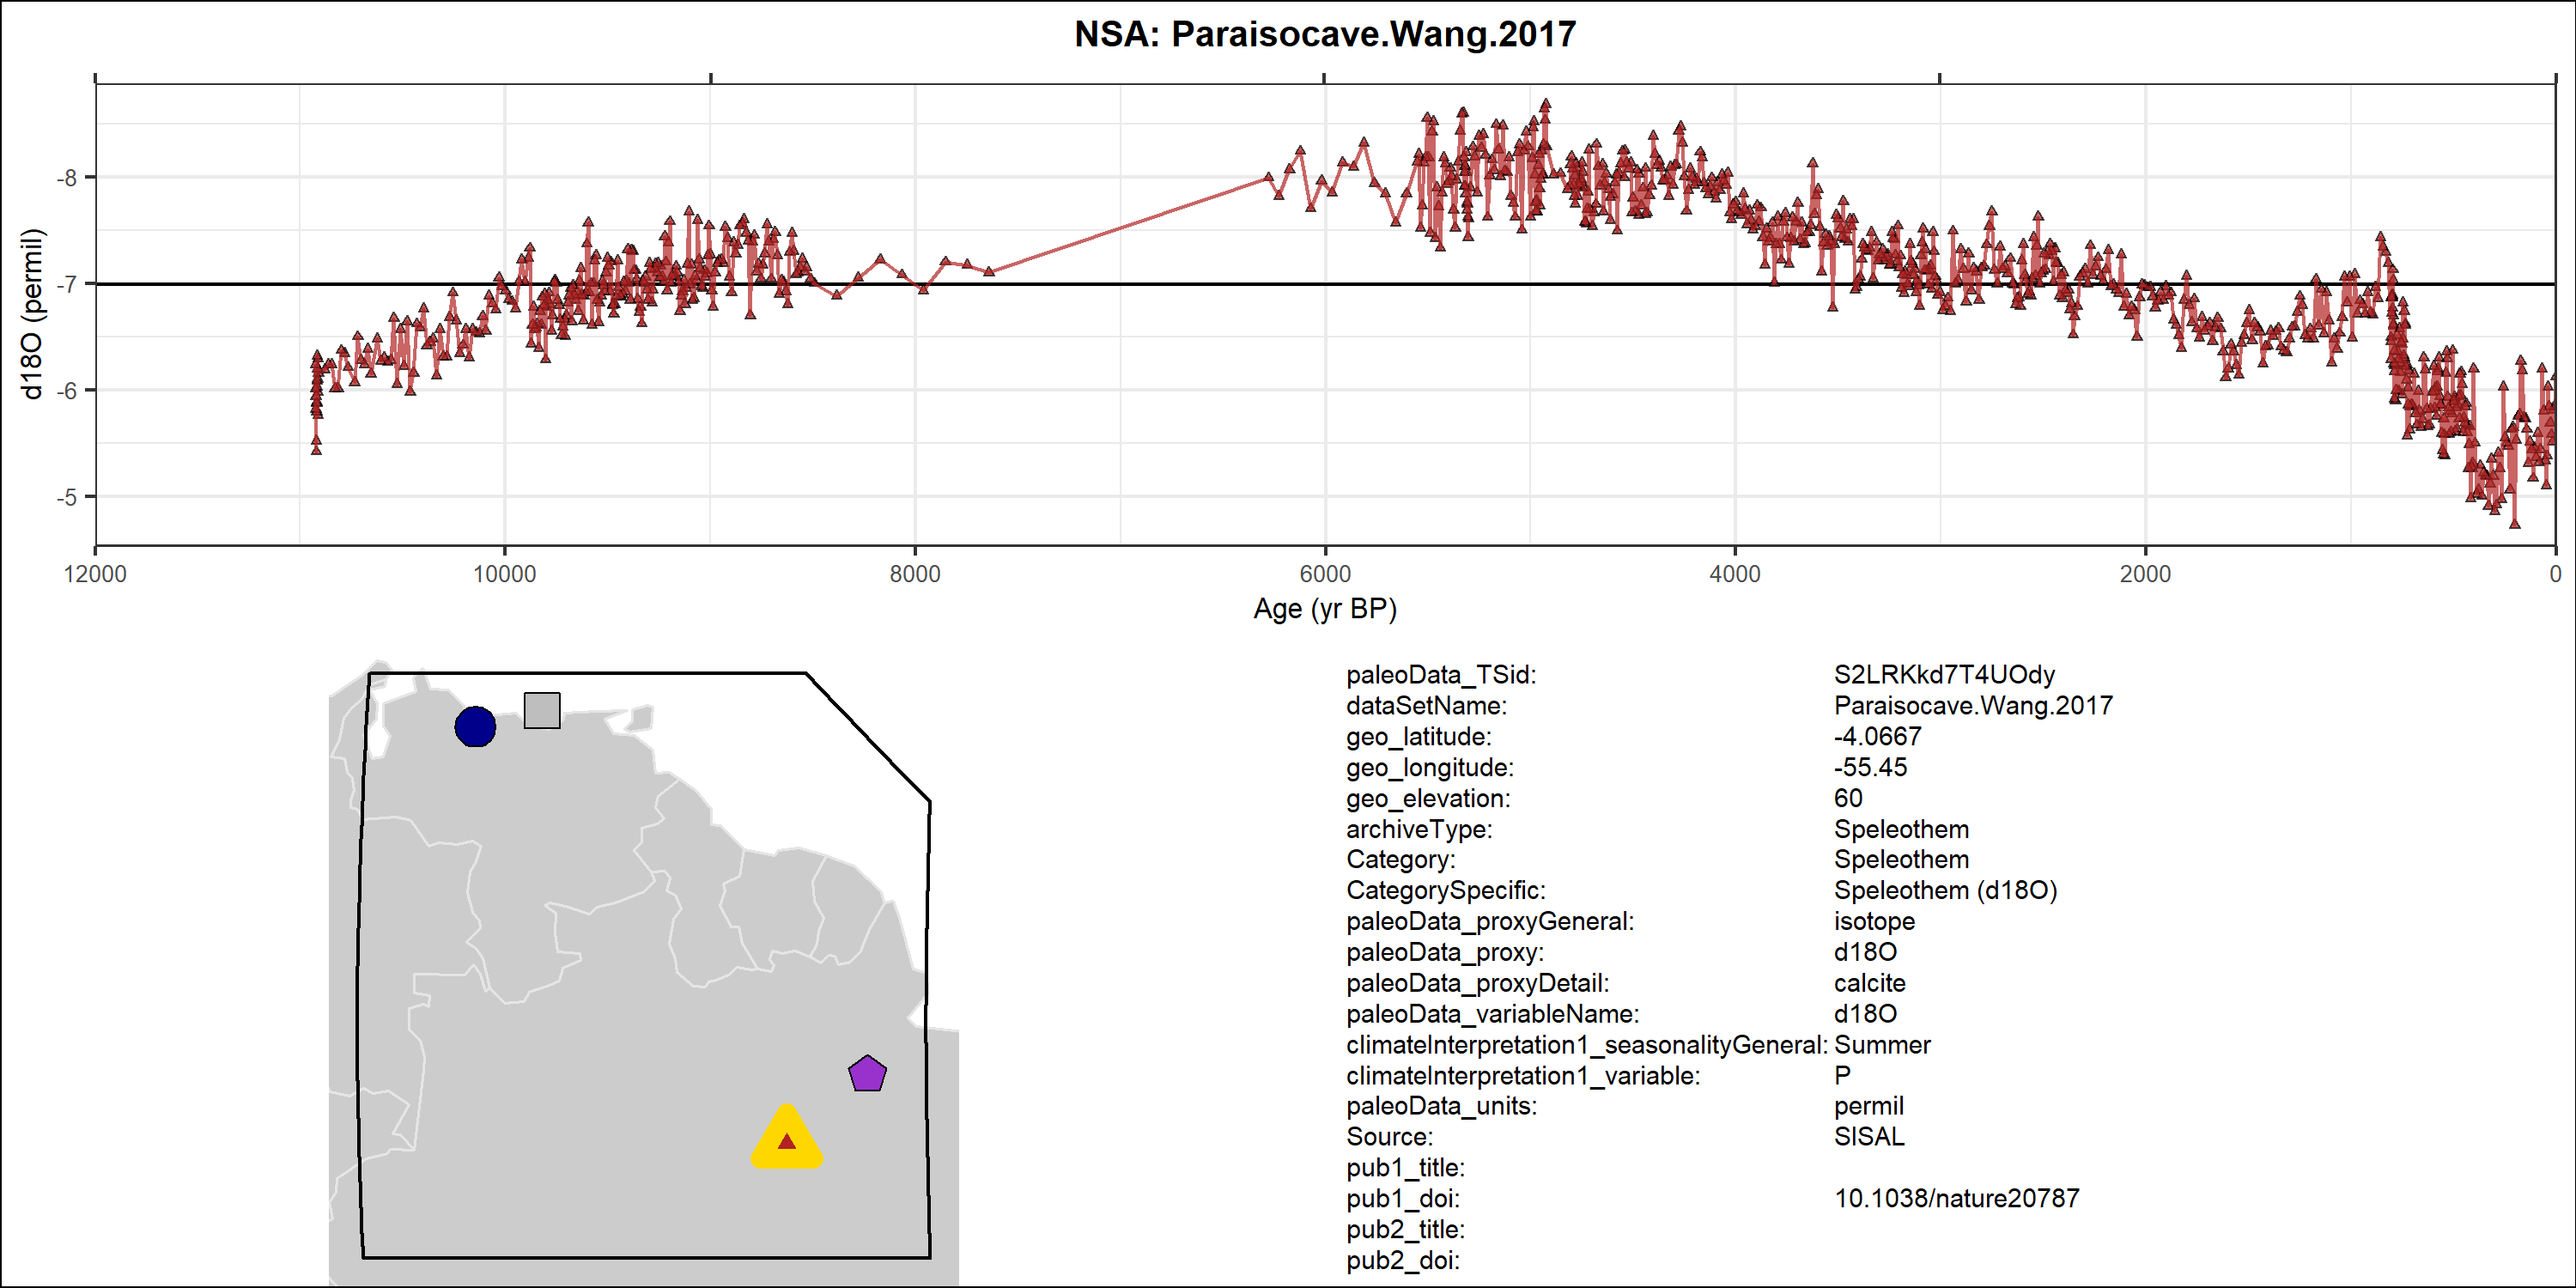 NSA: Paraisocave.Wang.2017
d18O (permil)
-8
-7
-6
-5
12000 10000 8000 6000 4000 2000 0
Age (yr BP)
paleoData_TSid: S2LRKkd7T4UOdy
dataSetName: Paraisocave.Wang.2017
geo_latitude: -4.0667
geo_longitude: -55.45
geo_elevation: 60
archiveType: Speleothem
Category: Speleothem
CategorySpecific: Speleothem (d18O)
paleoData_proxyGeneral: isotope
paleoData_proxy: d18O
paleoData_proxyDetail: calcite
paleoData_variableName: d18O
climateInterpretation1_seasonalityGeneral: Summer
climateInterpretation1_variable: P
paleoData_units: permil
Source: SISAL
pub1_title:
pub1_doi: 10.1038/nature20787
pub2_title:
pub2_doi: